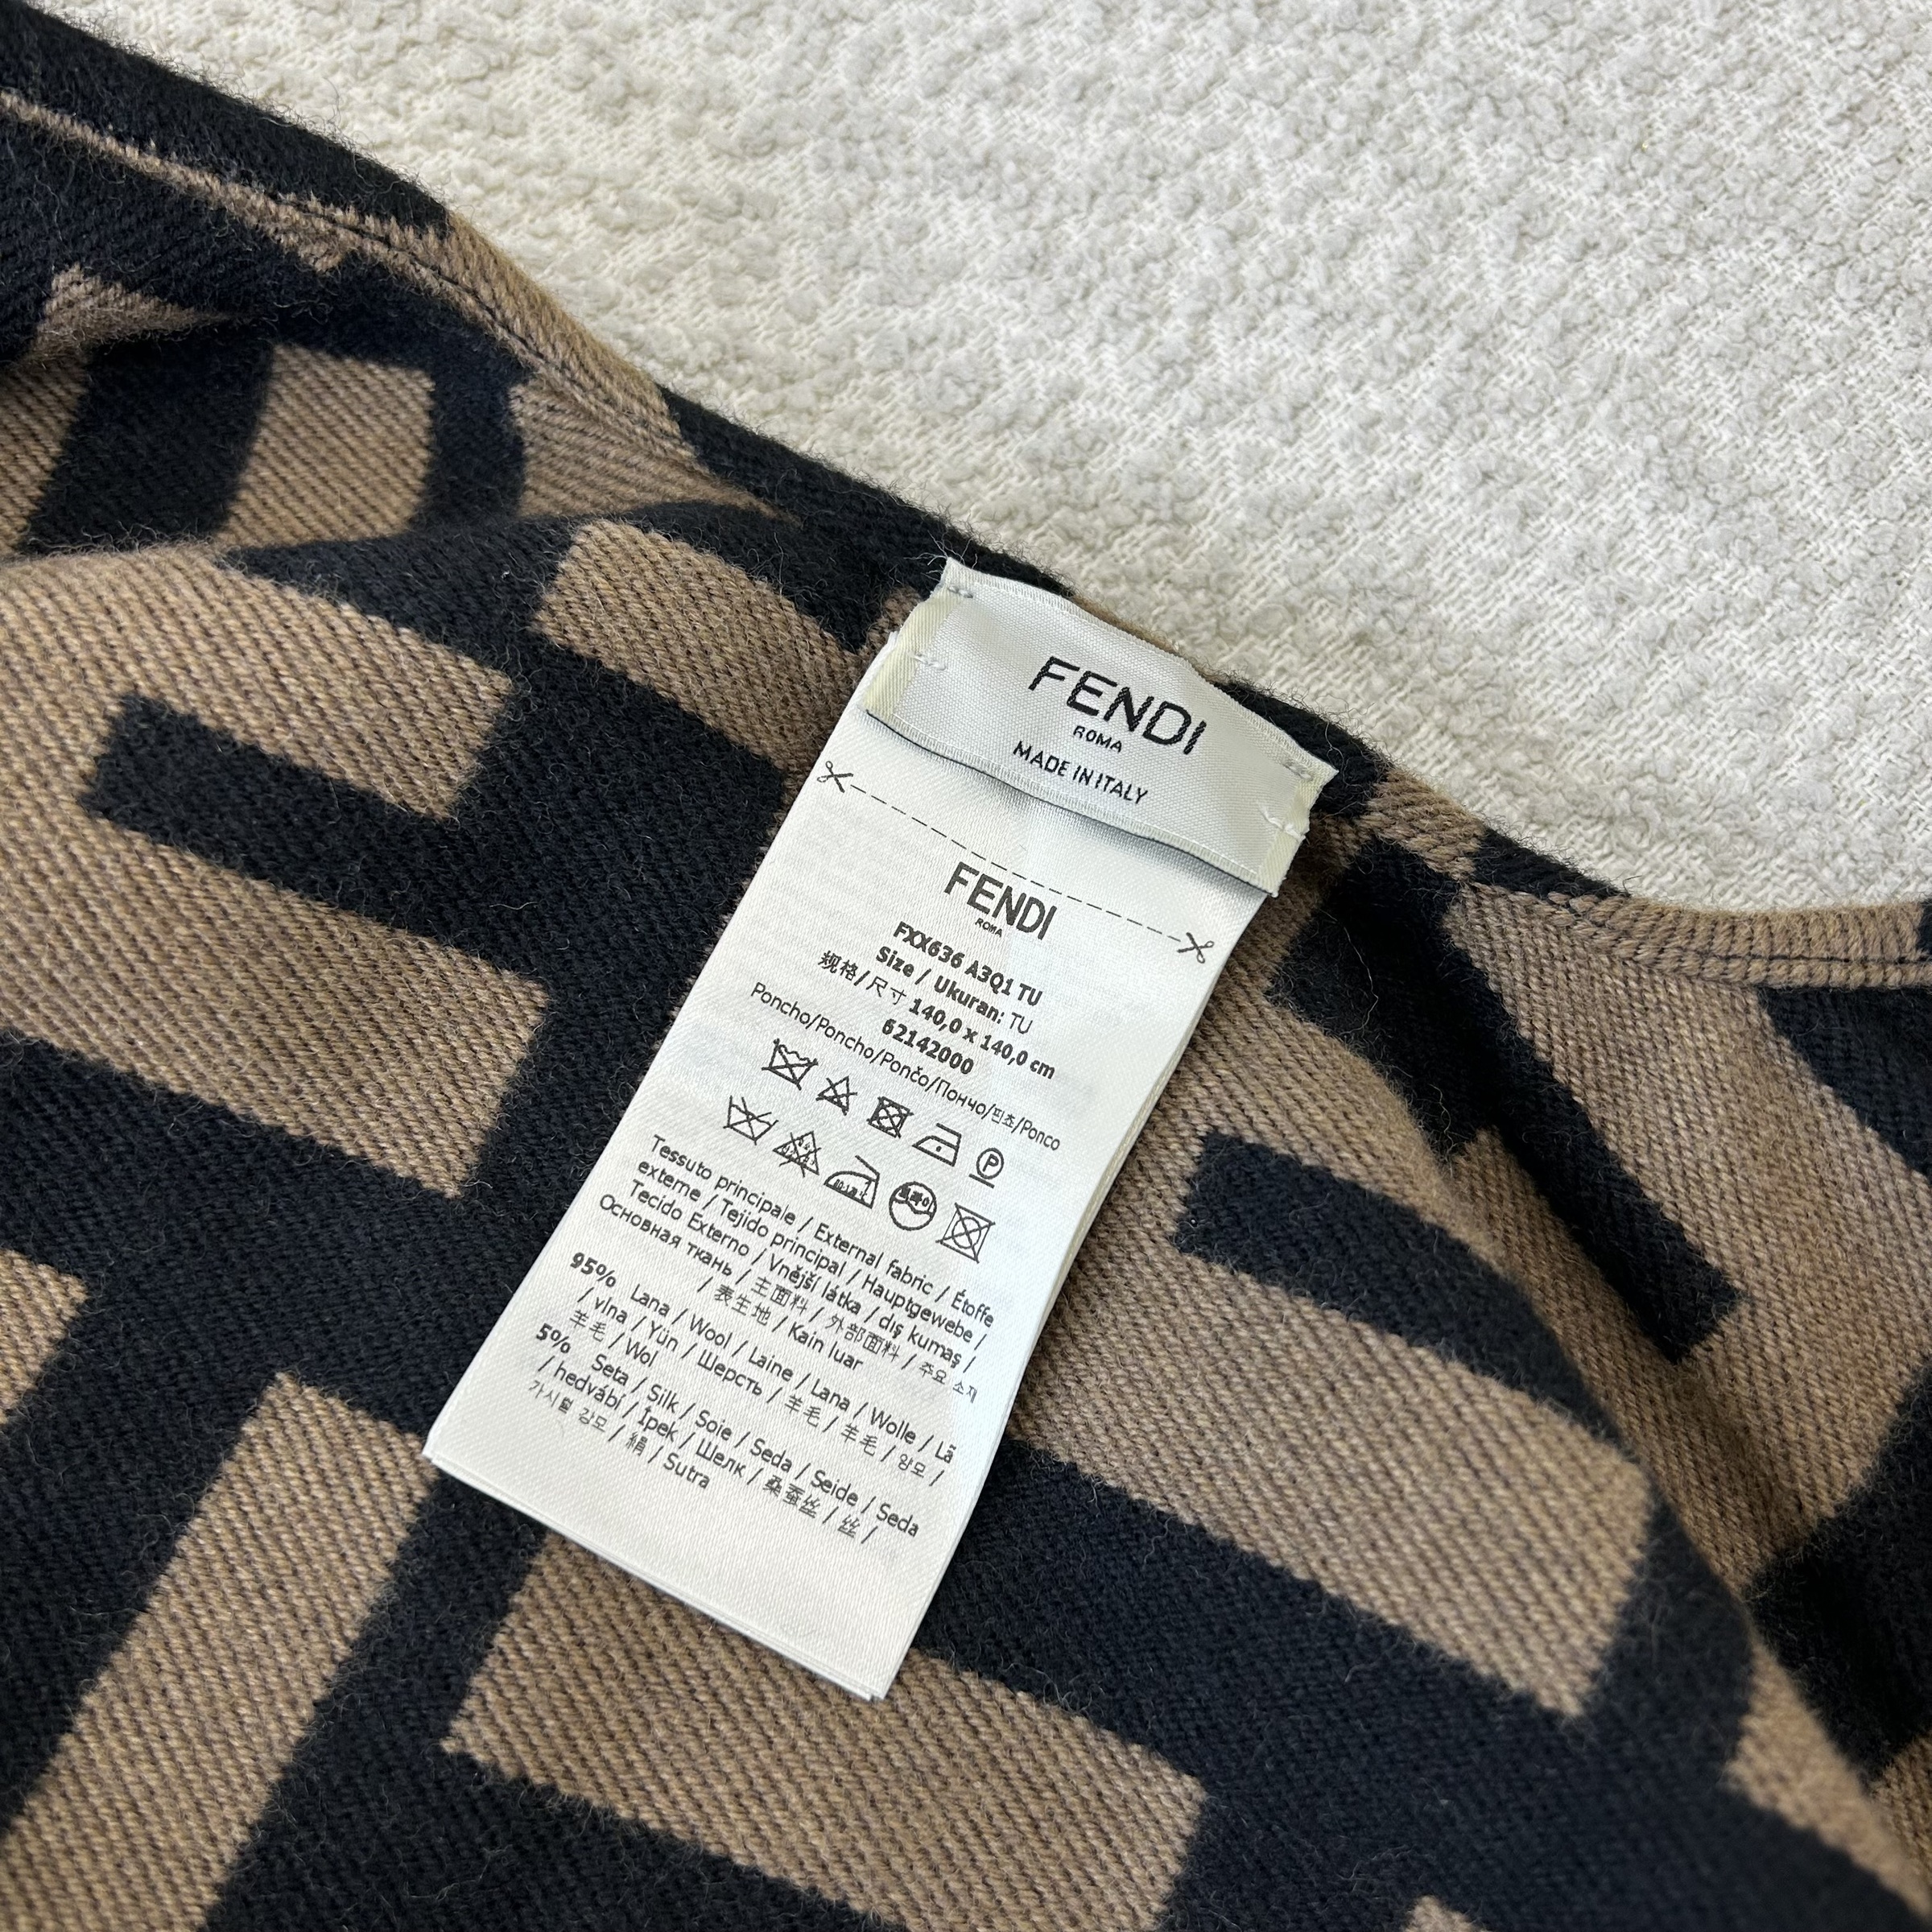 FENDI
ROMA
MADE IN ITALY
FENDI
ROMA
FXX636 A3Q1 TU
Size / Ukuran: TU
规格/尺寸 140,0 x 140,0 cm
62142000
Poncho/Poncho/Pončo/Пончо/판쵸/Ponco
P
Tessuto principale / External fabric / Étoffe
externe / Tejido principal / Hauptgewebe /
Tecido Externo / Vnější látka / dış kumaş /
Основная ткань / 主面料 / 外部面料 / 주요 소재
/ 表生地 / Kain luar
95% Lana / Wool / Laine / Lana / Wolle / Lã
/ vlna / Yün / Шерсть / 羊毛 / 羊毛 / 양모 /
羊毛 / Wol
5% Seta / Silk / Soie / Seda / Seide / Seda
/ hedvábí / İpek / Шелк / 桑蚕丝 / 丝 /
가시털 강모 / 絹 / Sutra